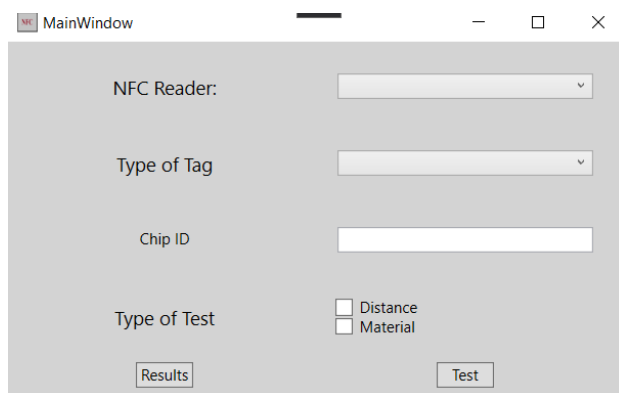 NFC MainWindow
NFC Reader:
Type of Tag
Chip ID
Type of Test
Distance
Material
Results
Test